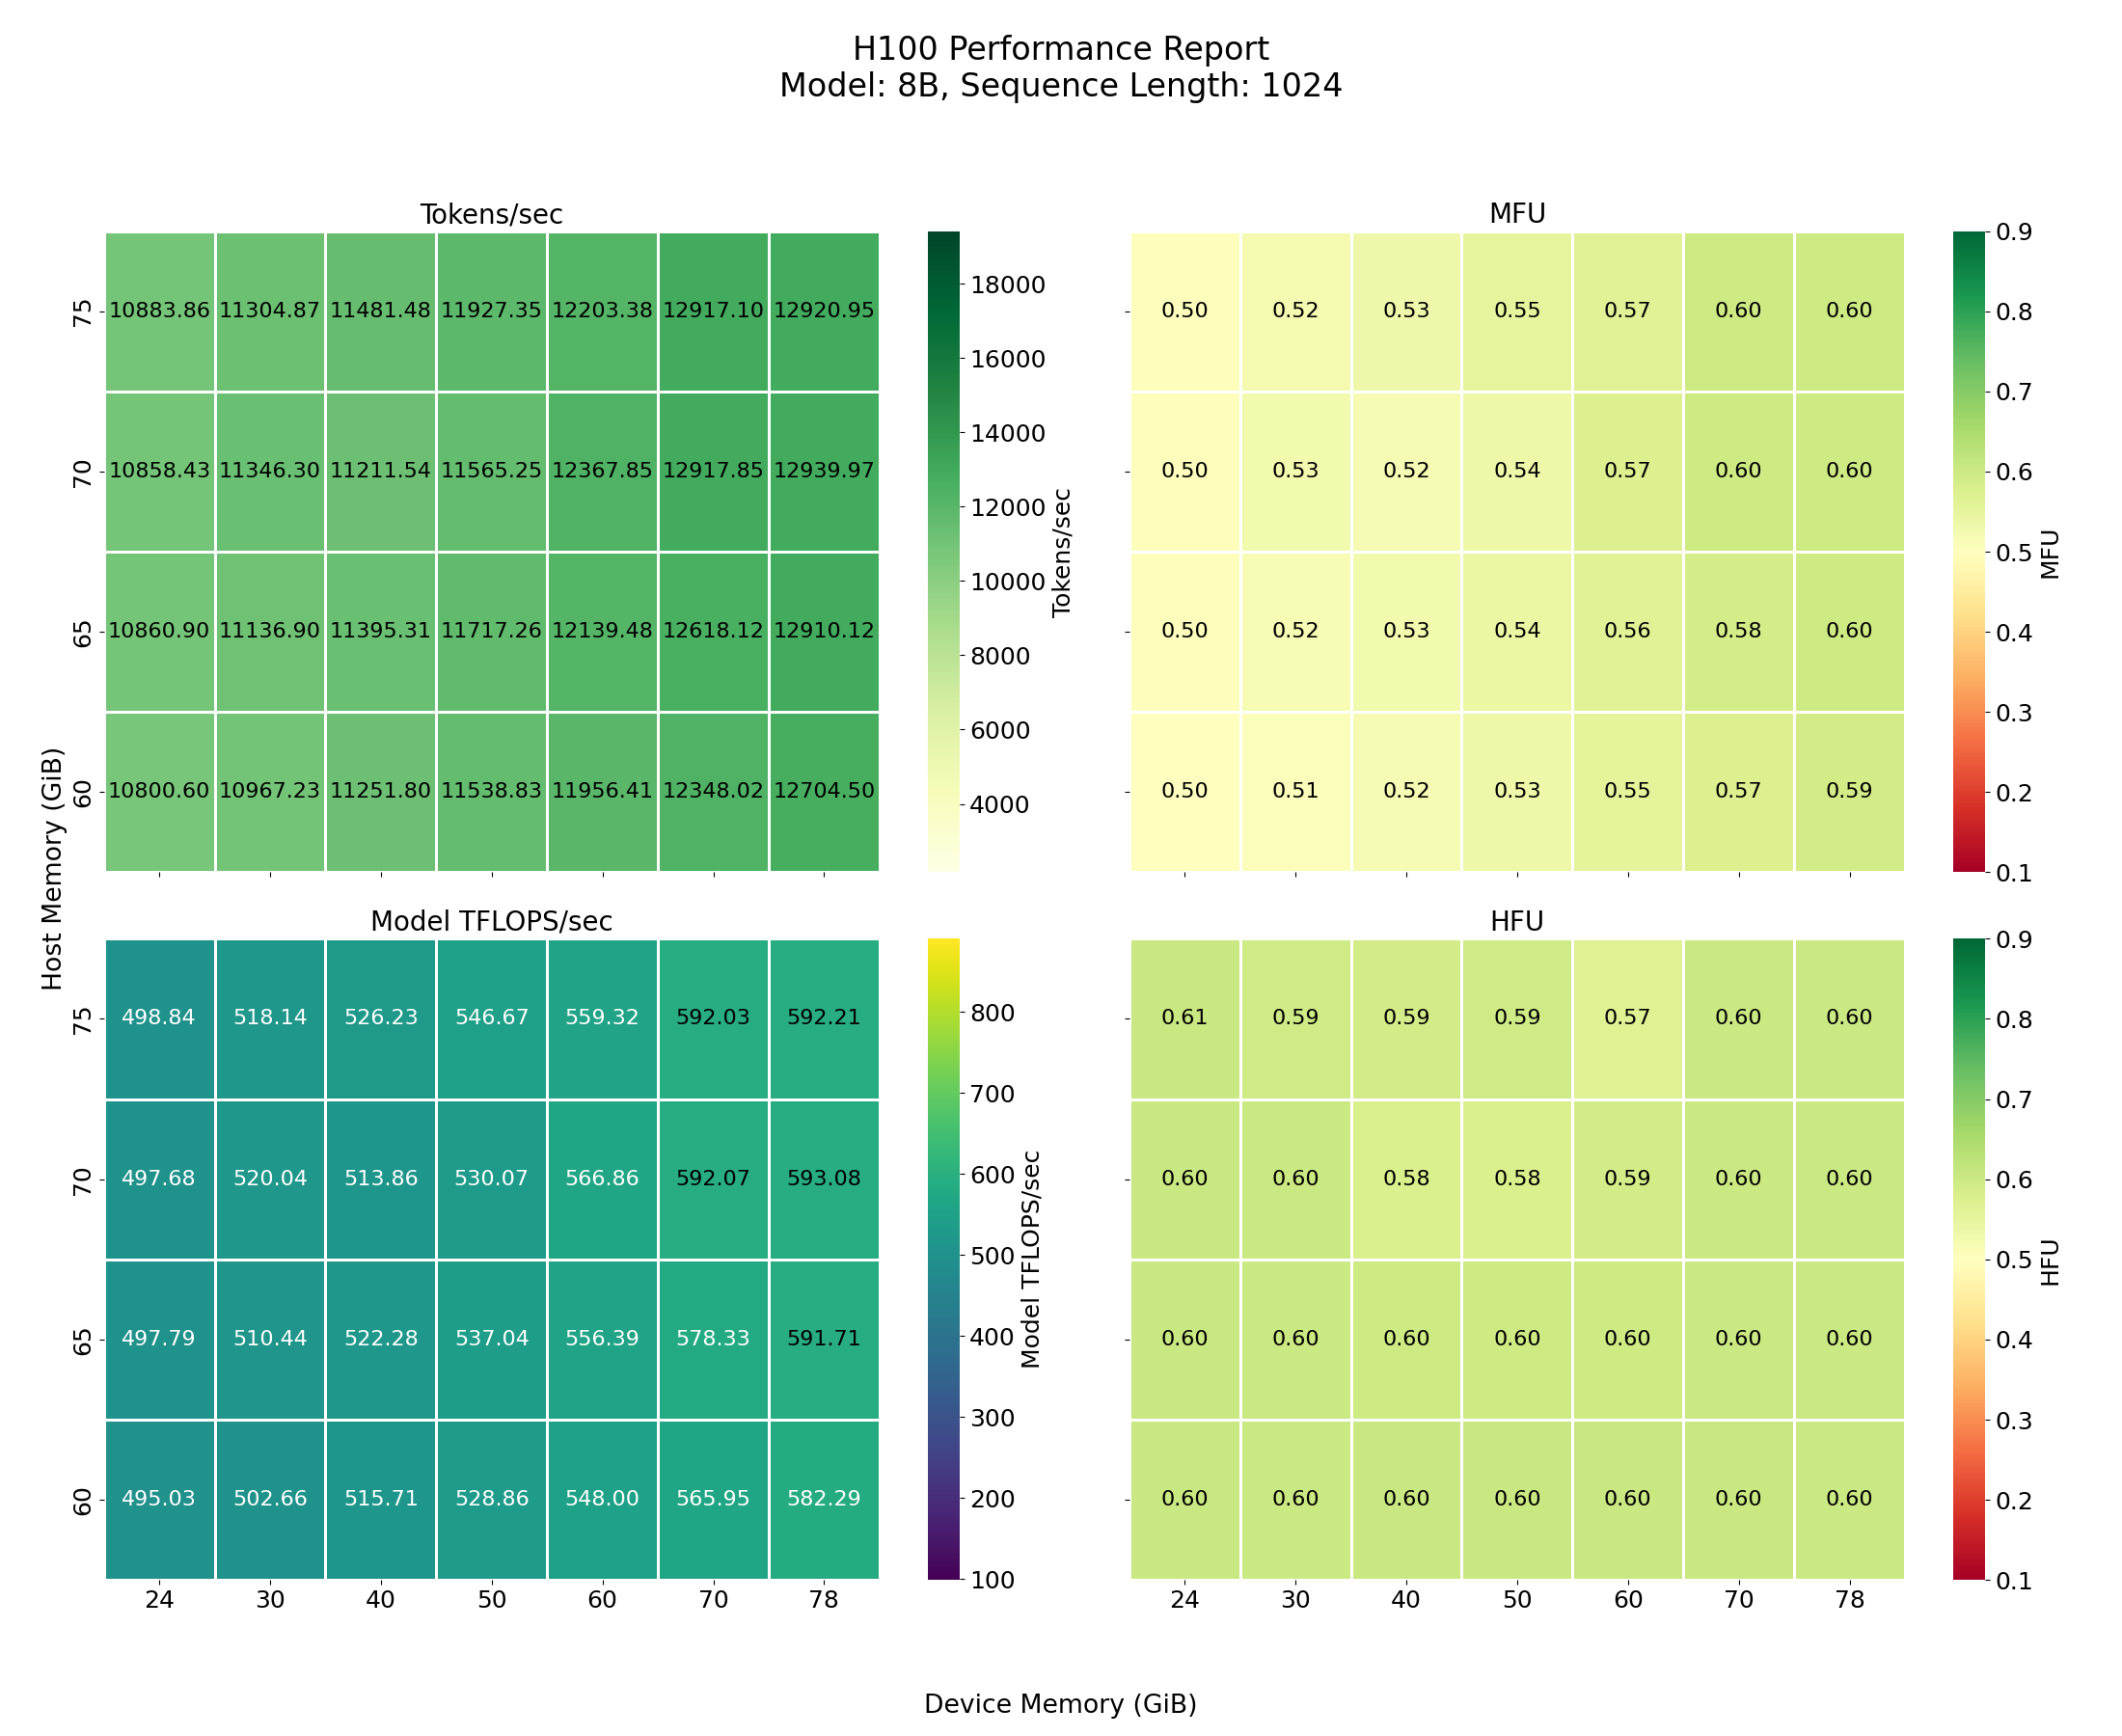 H100 Performance Report
Model: 8B, Sequence Length: 1024
Tokens/sec
75 10883.86 11304.87 11481.48 11927.35 12203.38 12917.10 12920.95
70 10858.43 11346.30 11211.54 11565.25 12367.85 12917.85 12939.97
65 10860.90 11136.90 11395.31 11717.26 12139.48 12618.12 12910.12
60 10800.60 10967.23 11251.80 11538.83 11956.41 12348.02 12704.50
18000
16000
14000
12000
10000
8000
6000
4000
Tokens/sec
MFU
0.50 0.52 0.53 0.55 0.57 0.60 0.60
0.50 0.53 0.52 0.54 0.57 0.60 0.60
0.50 0.52 0.53 0.54 0.56 0.58 0.60
0.50 0.51 0.52 0.53 0.55 0.57 0.59
0.9
0.8
0.7
0.6
0.5
0.4
0.3
0.2
0.1
MFU
Host Memory (GiB)
Model TFLOPS/sec
75 498.84 518.14 526.23 546.67 559.32 592.03 592.21
70 497.68 520.04 513.86 530.07 566.86 592.07 593.08
65 497.79 510.44 522.28 537.04 556.39 578.33 591.71
60 495.03 502.66 515.71 528.86 548.00 565.95 582.29
24 30 40 50 60 70 78
800
700
600
500
400
300
200
100
Model TFLOPS/sec
HFU
0.61 0.59 0.59 0.59 0.57 0.60 0.60
0.60 0.60 0.58 0.58 0.59 0.60 0.60
0.60 0.60 0.60 0.60 0.60 0.60 0.60
0.60 0.60 0.60 0.60 0.60 0.60 0.60
24 30 40 50 60 70 78
0.9
0.8
0.7
0.6
0.5
0.4
0.3
0.2
0.1
HFU
Device Memory (GiB)